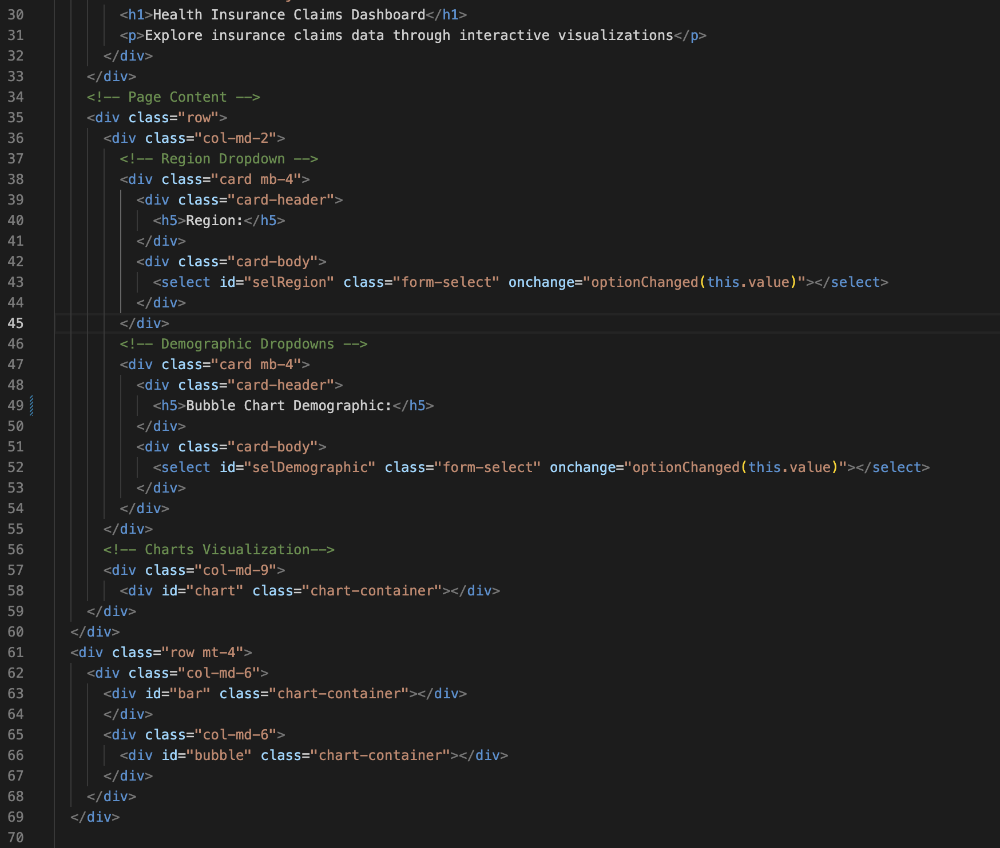 30 <h1>Health Insurance Claims Dashboard</h1>
31 <p>Explore insurance claims data through interactive visualizations</p>
32 </div>
33 </div>
34 <!-- Page Content -->
35 <div class="row">
36 <div class="col-md-2">
37 <!-- Region Dropdown -->
38 <div class="card mb-4">
39 <div class="card-header">
40 <h5>Region:</h5>
41 </div>
42 <div class="card-body">
43 <select id="selRegion" class="form-select" onchange="optionChanged(this.value)"></select>
44 </div>
45 </div>
46 <!-- Demographic Dropdowns -->
47 <div class="card mb-4">
48 <div class="card-header">
49 <h5>Bubble Chart Demographic:</h5>
50 </div>
51 <div class="card-body">
52 <select id="selDemographic" class="form-select" onchange="optionChanged(this.value)"></select>
53 </div>
54 </div>
55 </div>
56 <!-- Charts Visualization-->
57 <div class="col-md-9">
58 <div id="chart" class="chart-container"></div>
59 </div>
60 </div>
61 <div class="row mt-4">
62 <div class="col-md-6">
63 <div id="bar" class="chart-container"></div>
64 </div>
65 <div class="col-md-6">
66 <div id="bubble" class="chart-container"></div>
67 </div>
68 </div>
69 </div>
70